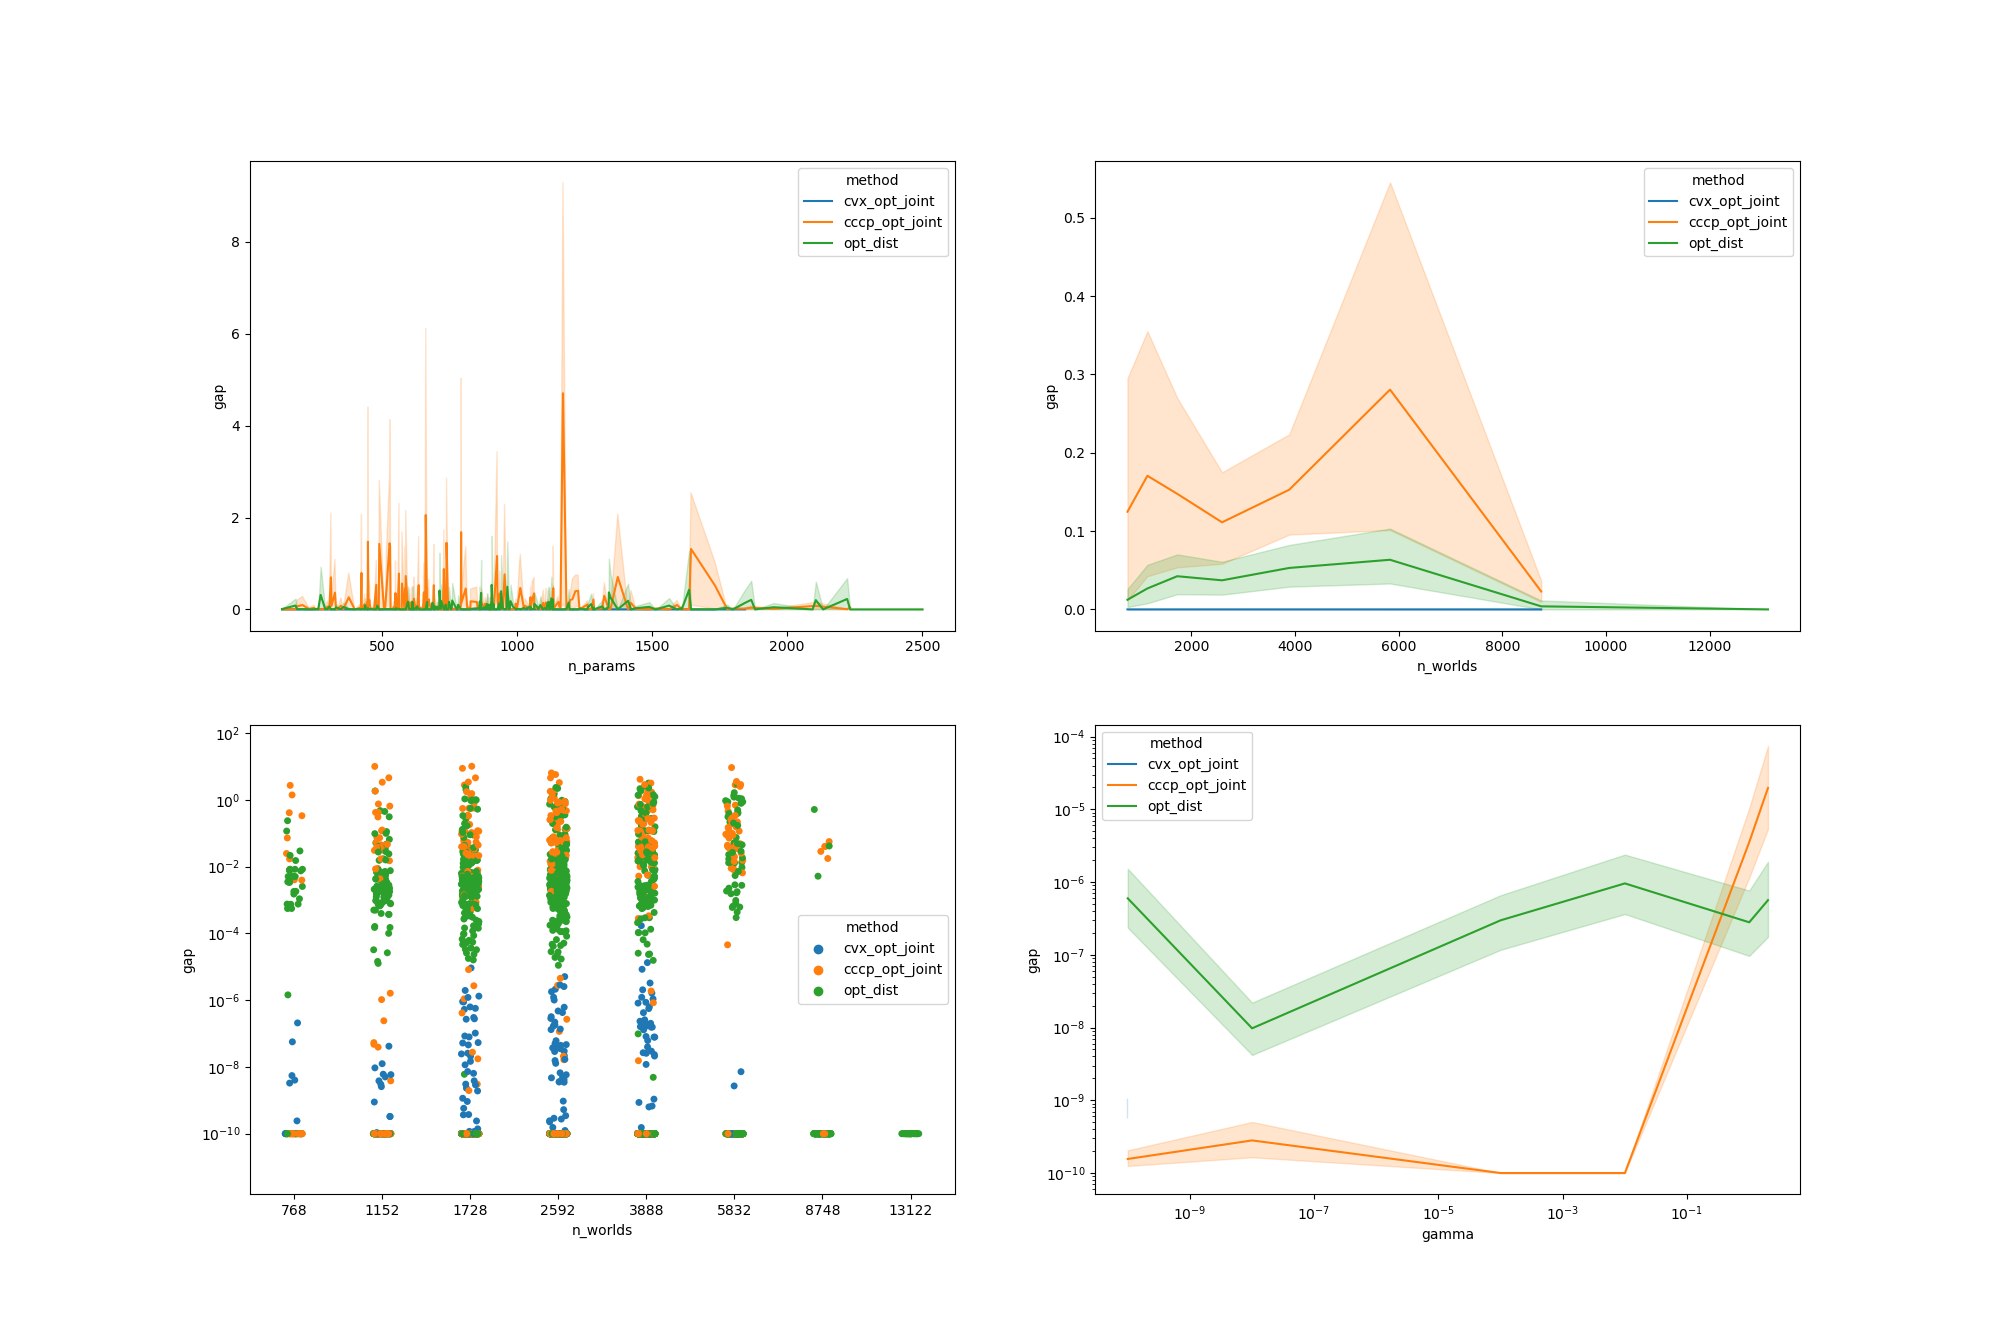 method
cvx_opt_joint
cccp_opt_joint
opt_dist
gap
8
6
4
2
0
500
1000
1500
2000
2500
n_params
method
cvx_opt_joint
cccp_opt_joint
opt_dist
gap
0.5
0.4
0.3
0.2
0.1
0.0
2000
4000
6000
8000
10000
12000
n_worlds
method
cvx_opt_joint
cccp_opt_joint
opt_dist
gap
10²
10⁰
10⁻²
10⁻⁴
10⁻⁶
10⁻⁸
10⁻¹⁰
768
1152
1728
2592
3888
5832
8748
13122
n_worlds
method
cvx_opt_joint
cccp_opt_joint
opt_dist
gap
10⁻⁴
10⁻⁵
10⁻⁶
10⁻⁷
10⁻⁸
10⁻⁹
10⁻¹⁰
10⁻⁹
10⁻⁷
10⁻⁵
10⁻³
10⁻¹
gamma